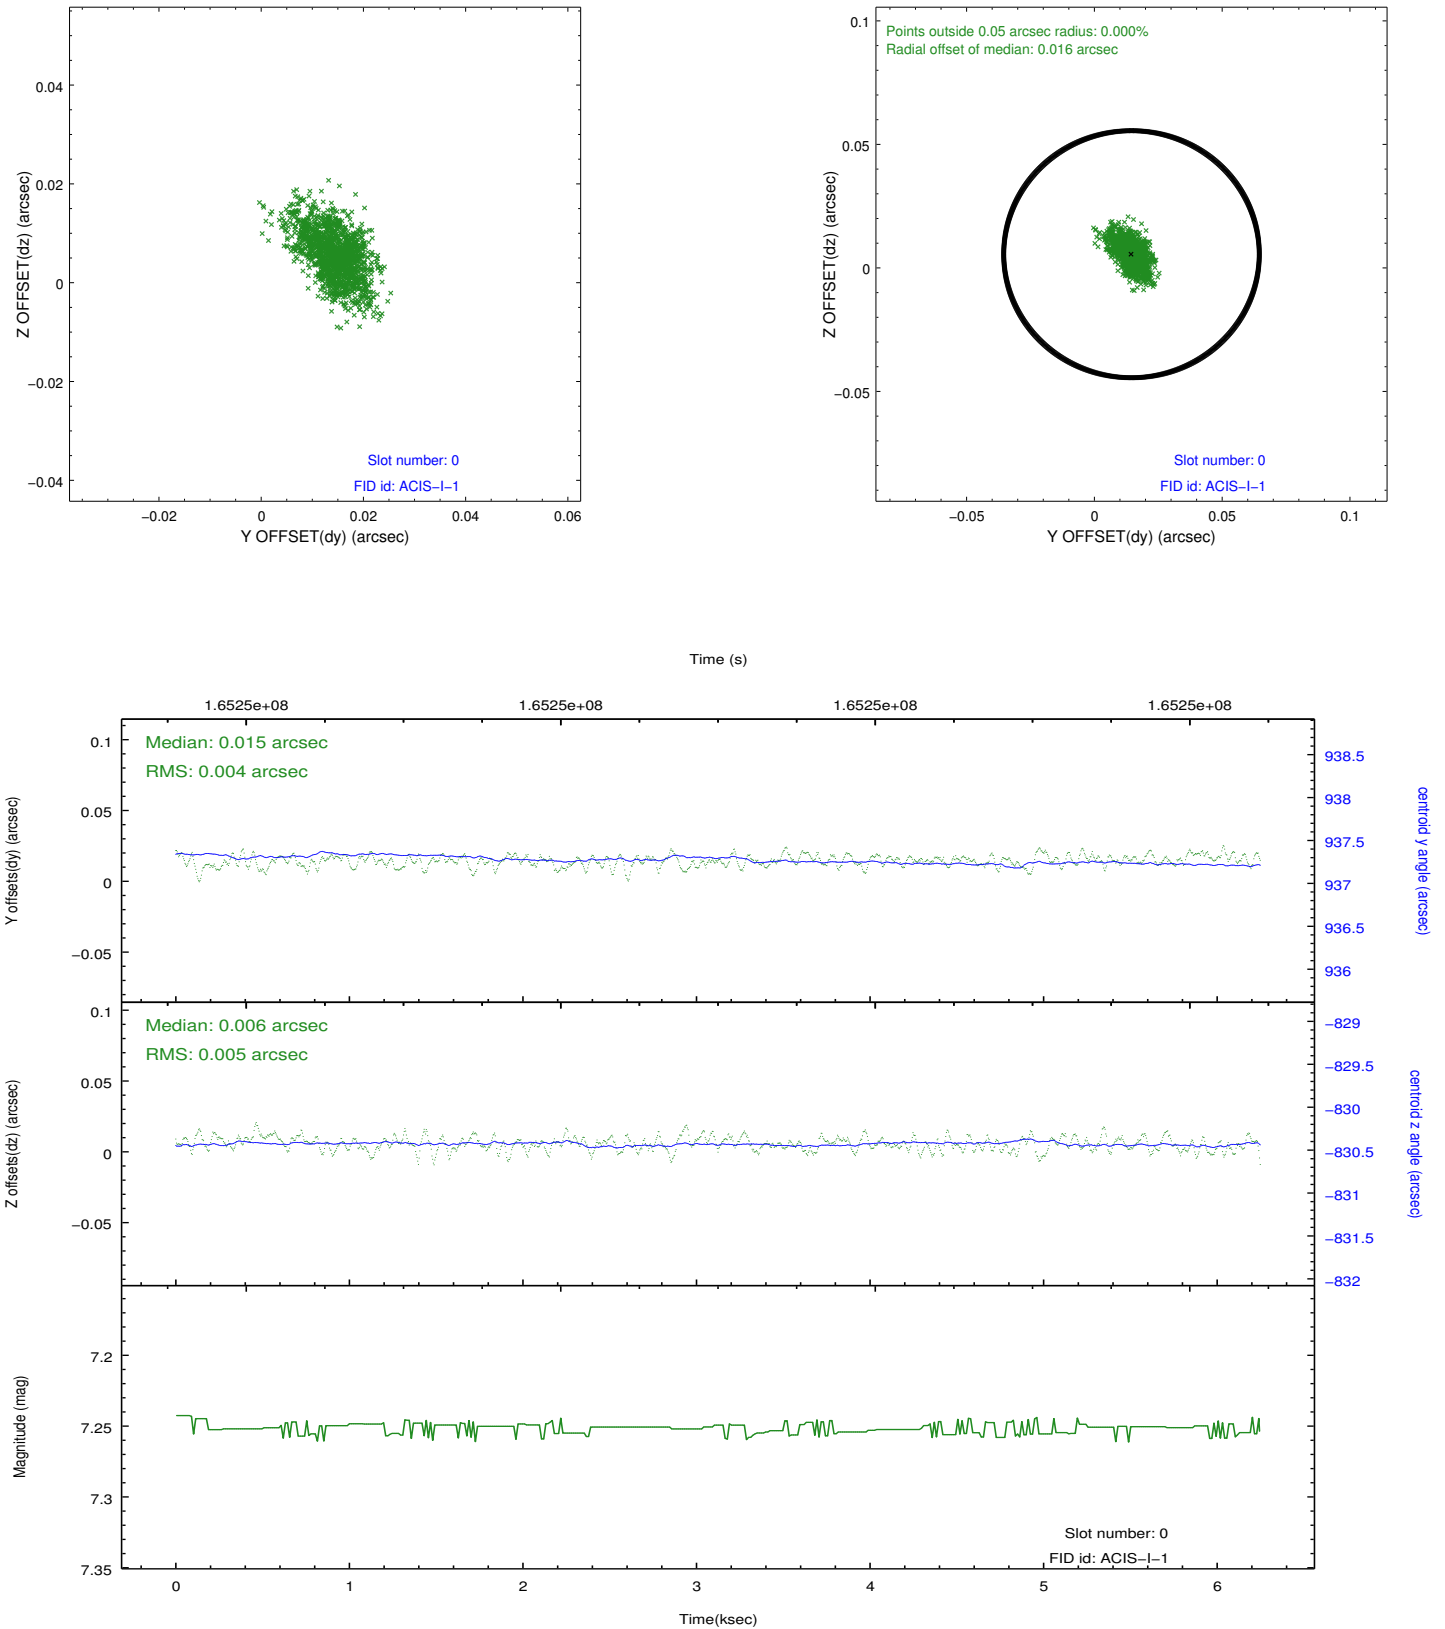 0.04
0.02
0
−0.02
−0.04
Z OFFSET(dz) (arcsec)
Slot number: 0
FID id: ACIS−I−1
−0.02
0
0.02
0.04
0.06
Y OFFSET(dy) (arcsec)
0.1
0.05
0
−0.05
Z OFFSET(dz) (arcsec)
Points outside 0.05 arcsec radius: 0.000%
Radial offset of median: 0.016 arcsec
Slot number: 0
FID id: ACIS−I−1
−0.05
0
0.05
0.1
Y OFFSET(dy) (arcsec)
Time (s)
1.6525e+08
1.6525e+08
1.6525e+08
1.6525e+08
Median: 0.015 arcsec
RMS: 0.004 arcsec
0.1
0.05
0
−0.05
Y offsets(dy) (arcsec)
938.5
938
937.5
937
936.5
936
centroid y angle (arcsec)
Median: 0.006 arcsec
RMS: 0.005 arcsec
0.1
0.05
0
−0.05
Z offsets(dz) (arcsec)
−829
−829.5
−830
−830.5
−831
−831.5
−832
centroid z angle (arcsec)
7.2
7.25
7.3
7.35
Magnitude (mag)
Slot number: 0
FID id: ACIS−I−1
0
1
2
3
4
5
6
Time(ksec)